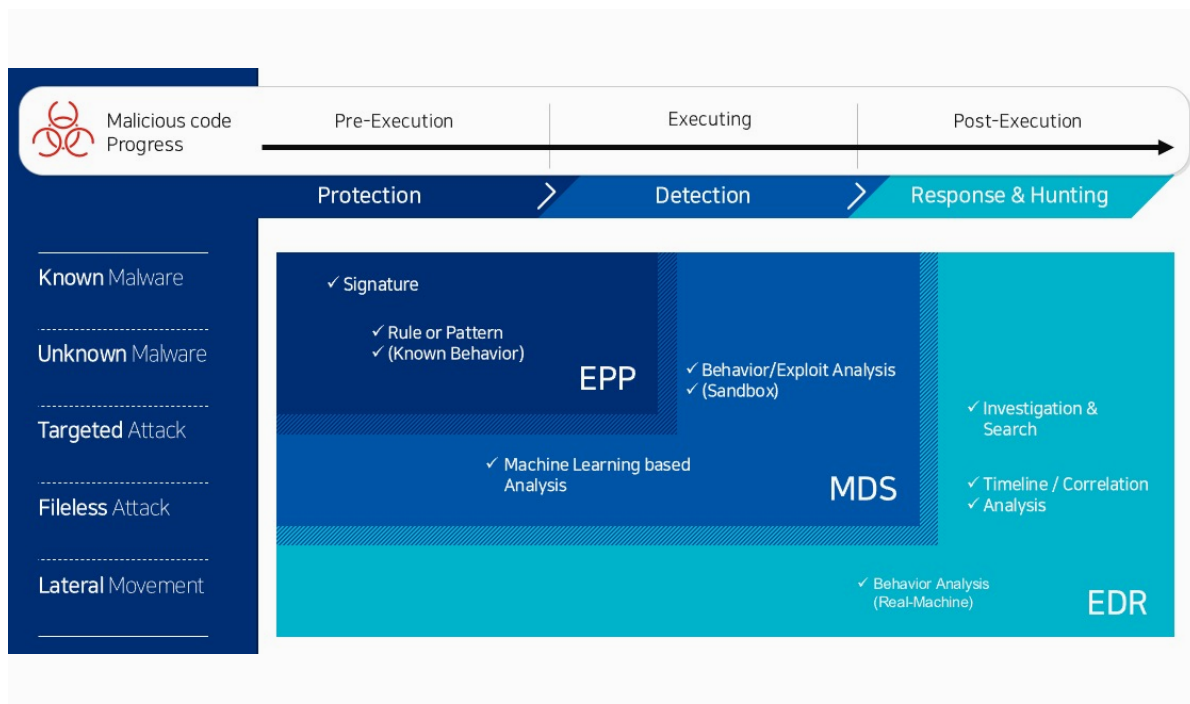 Malicious code
Progress
Pre-Execution
Executing
Post-Execution
Protection
Detection
Response & Hunting
Known Malware
Unknown Malware
Targeted Attack
Fileless Attack
Lateral Movement
✓ Signature
✓ Rule or Pattern
✓ (Known Behavior)
EPP
✓ Behavior/Exploit Analysis
✓ (Sandbox)
✓ Machine Learning based
Analysis
MDS
✓ Investigation &
Search
✓ Timeline / Correlation
✓ Analysis
✓ Behavior Analysis
(Real-Machine)
EDR